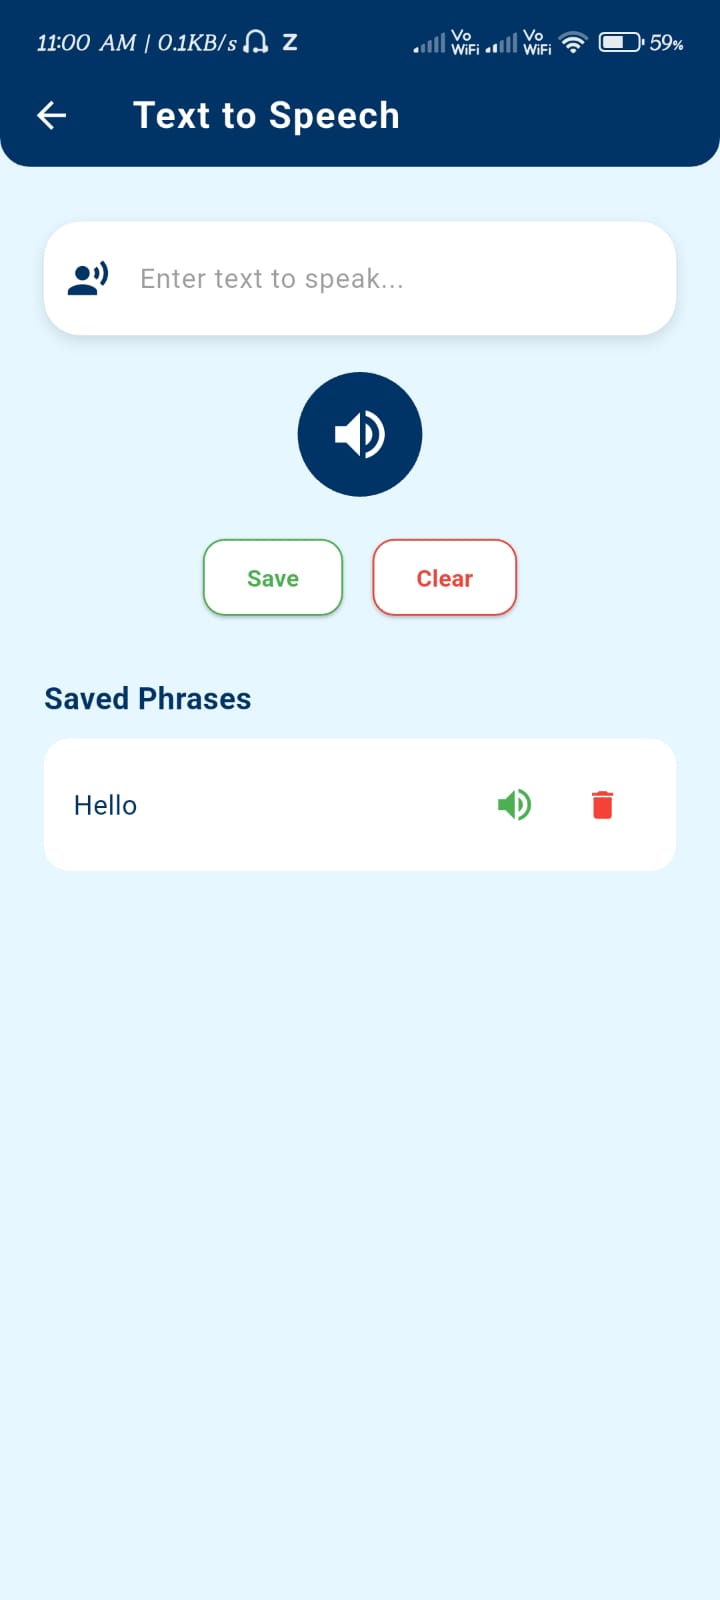 11:00 AM | 0.1KB/s Z Vo WiFi Vo WiFi 59%
Text to Speech
Enter text to speak...
Save Clear
Saved Phrases
Hello